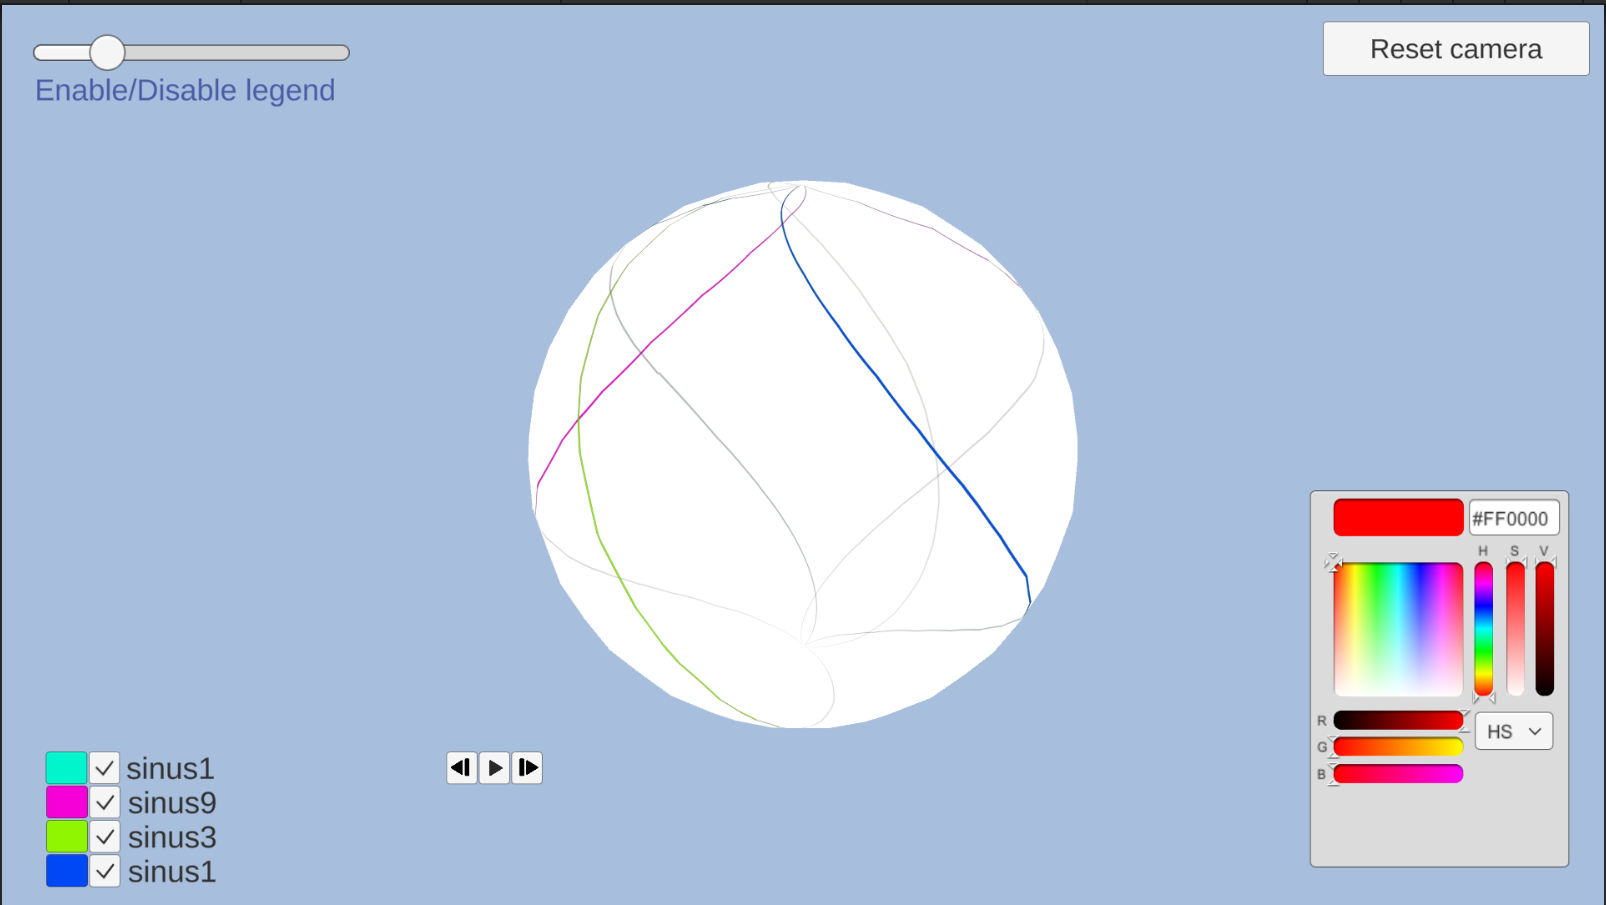 Reset camera
Enable/Disable legend
#FF0000
H S V
R
HS
G
B
sinus1
sinus9
sinus3
sinus1